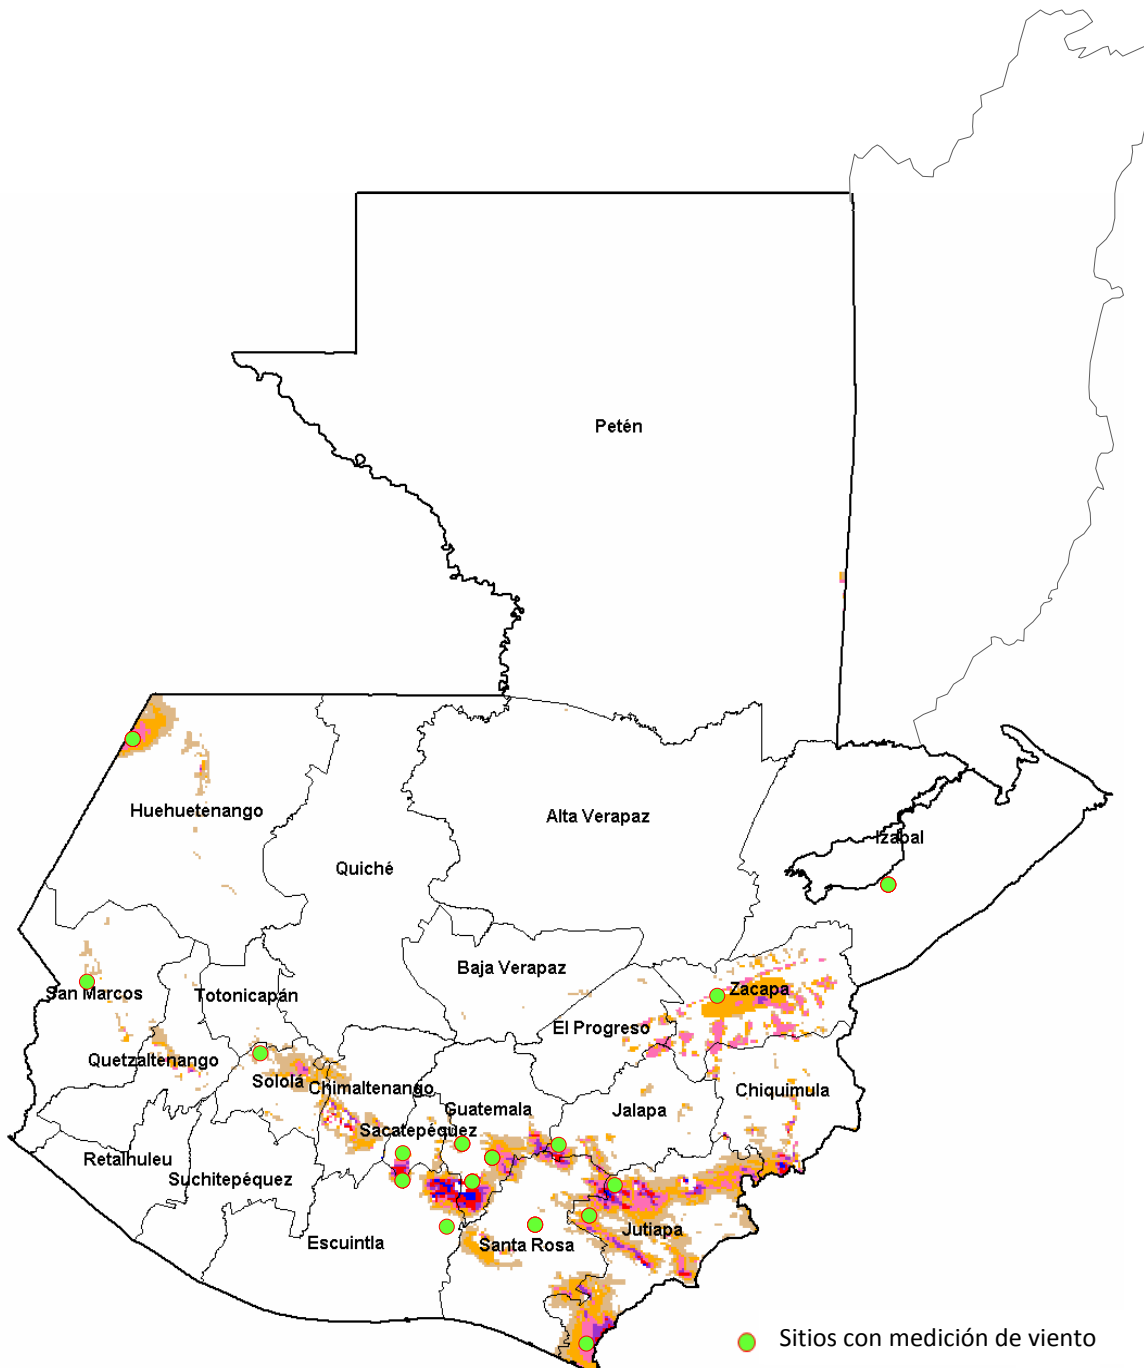 Petén
Huehuetenango
Alta Verapaz
Izabal
Quiché
Baja Verapaz
Zacapa
San Marcos
Totonicapán
El Progreso
Quetzaltenango
Sololá
Chimaltenango
Chiquimula
Guatemala
Jalapa
Sacatepéquez
Retalhuleu
Suchitepéquez
Jutiapa
Escuintla
Santa Rosa
Sitios con medición de viento